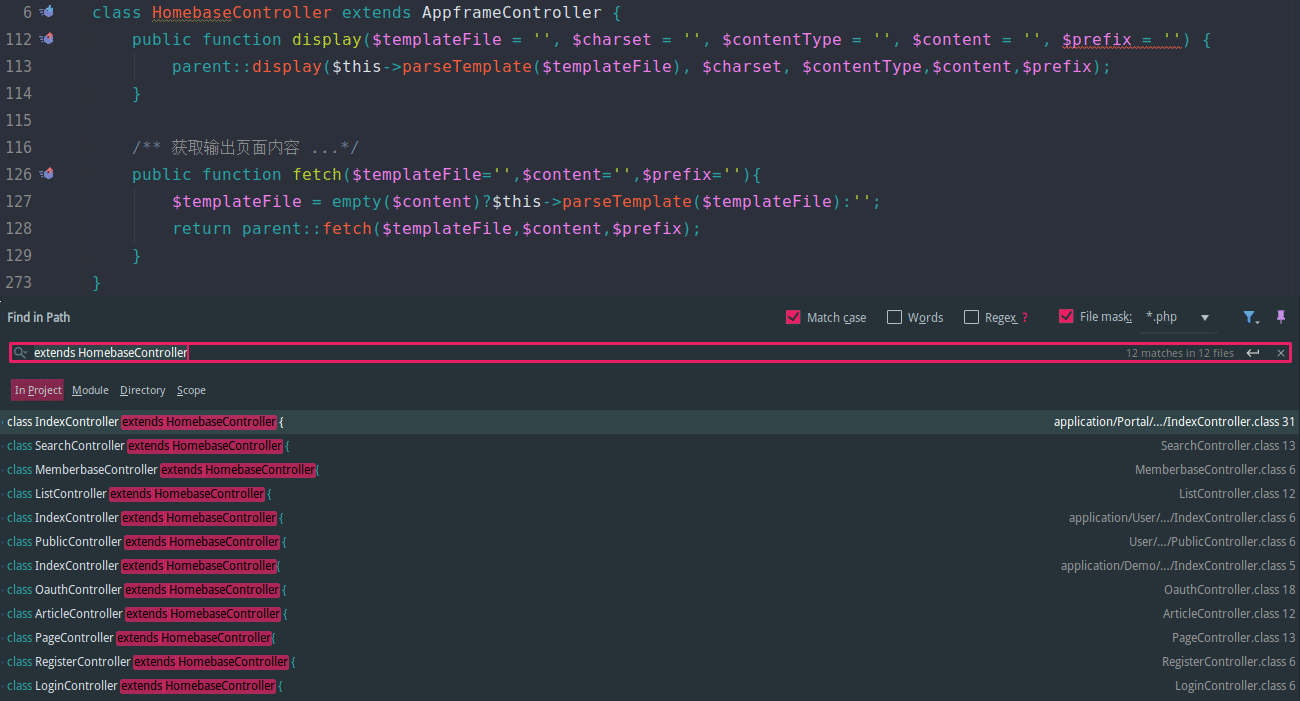 6 class HomebaseController extends AppframeController {
112 public function display($templateFile = '', $charset = '', $contentType = '', $content = '', $prefix = '') {
113 parent::display($this->parseTemplate($templateFile), $charset, $contentType,$content,$prefix);
114 }
115
116 /** 获取输出页面内容 ...*/
126 public function fetch($templateFile='',$content='',$prefix=''){
127 $templateFile = empty($content)?$this->parseTemplate($templateFile):'';
128 return parent::fetch($templateFile,$content,$prefix);
129 }
273 }
Find in Path Match case Words Regex ? File mask: *.php
extends HomebaseController 12 matches in 12 files
In Project Module Directory Scope
class IndexController extends HomebaseController { application/Portal/.../IndexController.class 31
class SearchController extends HomebaseController { SearchController.class 13
class MemberbaseController extends HomebaseController{ MemberbaseController.class 6
class ListController extends HomebaseController { ListController.class 12
class IndexController extends HomebaseController { application/User/.../IndexController.class 6
class PublicController extends HomebaseController { User/.../PublicController.class 6
class IndexController extends HomebaseController{ application/Demo/.../IndexController.class 5
class OauthController extends HomebaseController { OauthController.class 18
class ArticleController extends HomebaseController { ArticleController.class 12
class PageController extends HomebaseController{ PageController.class 13
class RegisterController extends HomebaseController { RegisterController.class 6
class LoginController extends HomebaseController { LoginController.class 6